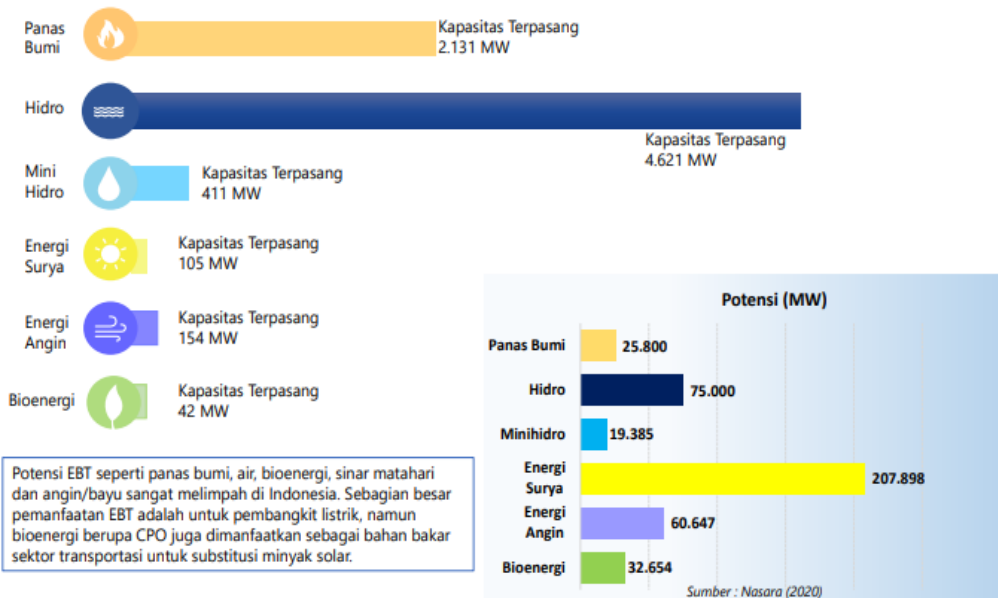 Panas
Bumi
Kapasitas Terpasang
2.131 MW
Hidro
Kapasitas Terpasang
4.621 MW
Mini
Hidro
Kapasitas Terpasang
411 MW
Energi
Surya
Kapasitas Terpasang
105 MW
Energi
Angin
Kapasitas Terpasang
154 MW
Bioenergi
Kapasitas Terpasang
42 MW
Potensi EBT seperti panas bumi, air, bioenergi, sinar matahari
dan angin/bayu sangat melimpah di Indonesia. Sebagian besar
pemanfaatan EBT adalah untuk pembangkit listrik, namun
bioenergi berupa CPO juga dimanfaatkan sebagai bahan bakar
sektor transportasi untuk substitusi minyak solar.
Potensi (MW)
Panas Bumi 25.800
Hidro 75.000
Minihidro 19.385
Energi
Surya 207.898
Energi
Angin 60.647
Bioenergi 32.654
Sumber : Nasara (2020)